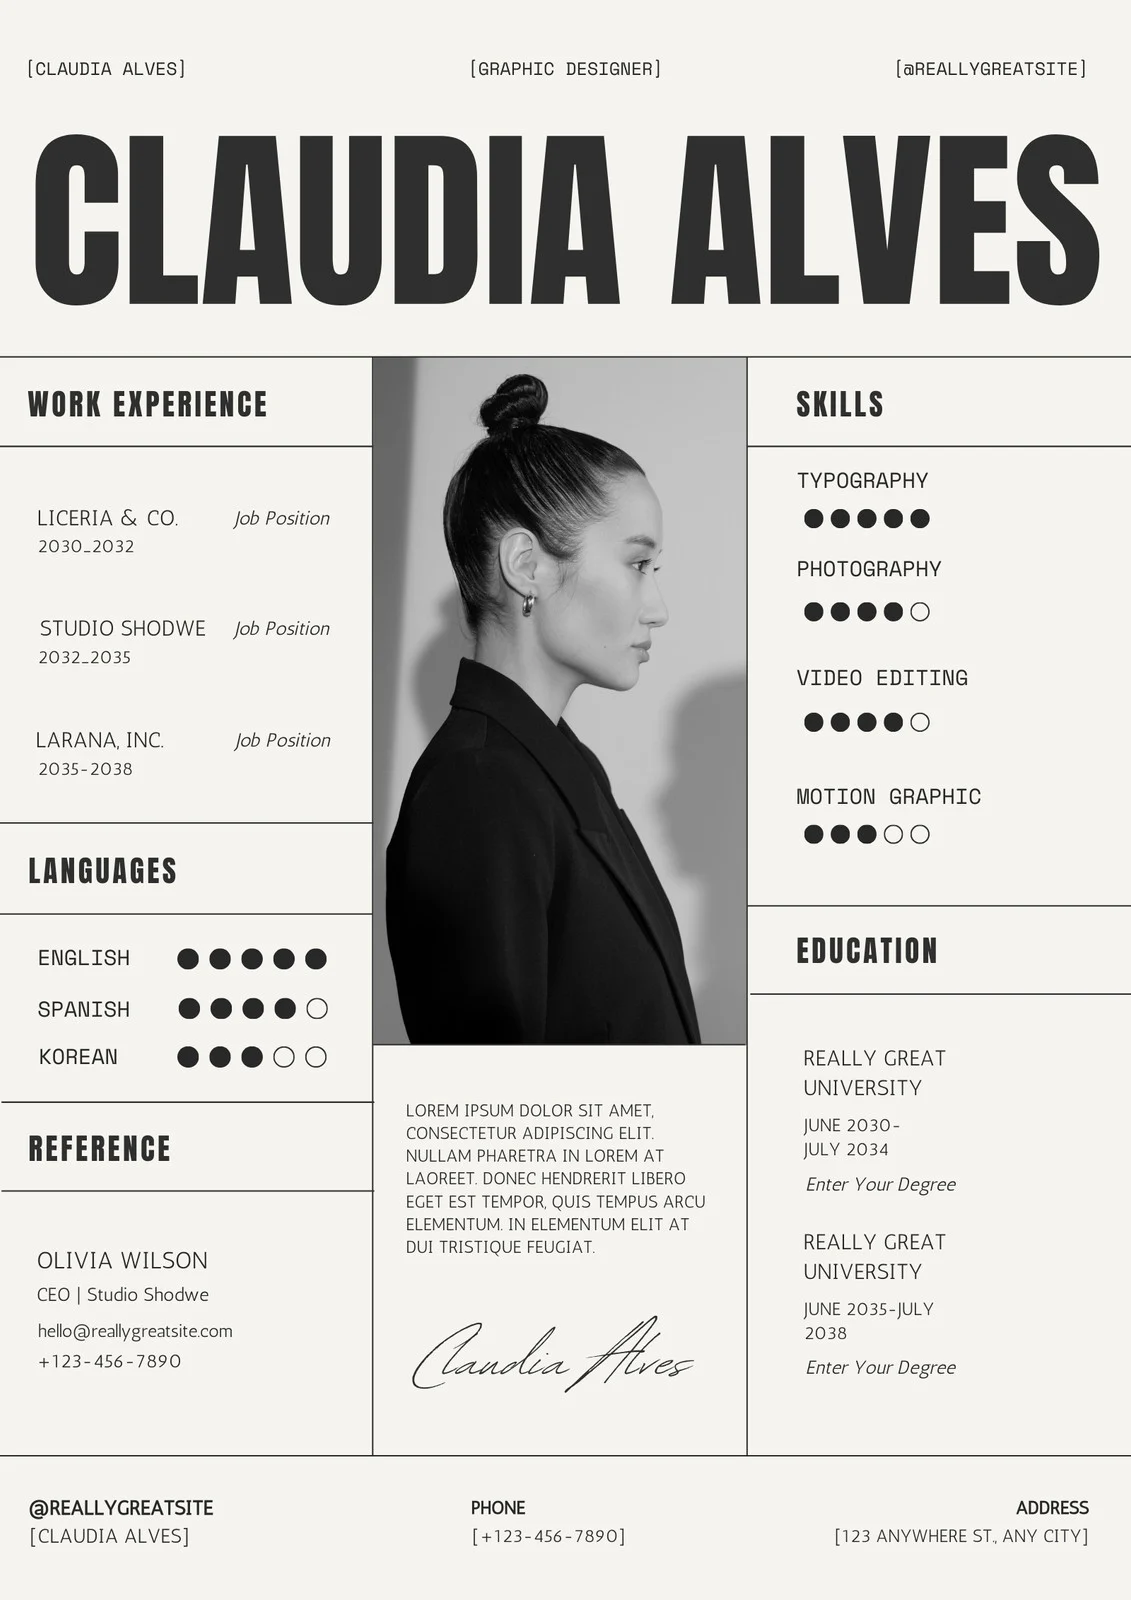 [CLAUDIA ALVES]
[GRAPHIC DESIGNER]
[@REALLYGREATSITE]
CLAUDIA ALVES
WORK EXPERIENCE
LICERIA & CO.
Job Position
2030_2032
STUDIO SHODWE
Job Position
2032_2035
LARANA, INC.
Job Position
2035-2038
LANGUAGES
ENGLISH
SPANISH
KOREAN
REFERENCE
OLIVIA WILSON
CEO | Studio Shodwe
hello@reallygreatsite.com
+123-456-7890
LOREM IPSUM DOLOR SIT AMET,
CONSECTETUR ADIPISCING ELIT.
NULLAM PHARETRA IN LOREM AT
LAOREET. DONEC HENDRERIT LIBERO
EGET EST TEMPOR, QUIS TEMPUS ARCU
ELEMENTUM. IN ELEMENTUM ELIT AT
DUI TRISTIQUE FEUGIAT.
Claudia Alves
SKILLS
TYPOGRAPHY
PHOTOGRAPHY
VIDEO EDITING
MOTION GRAPHIC
EDUCATION
REALLY GREAT
UNIVERSITY
JUNE 2030-
JULY 2034
Enter Your Degree
REALLY GREAT
UNIVERSITY
JUNE 2035-JULY
2038
Enter Your Degree
@REALLYGREATSITE
[CLAUDIA ALVES]
PHONE
[+123-456-7890]
ADDRESS
[123 ANYWHERE ST., ANY CITY]